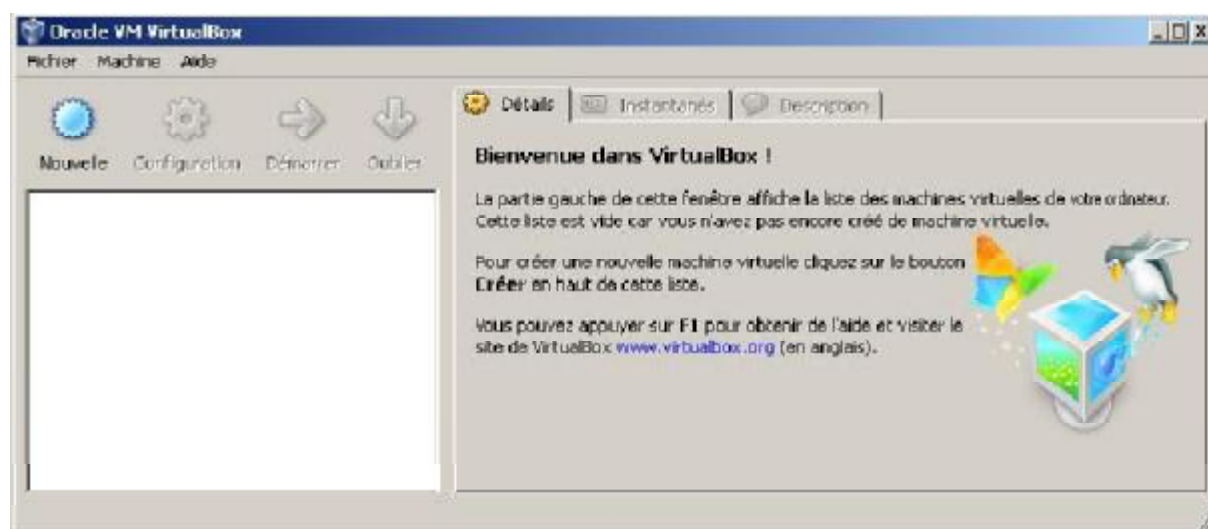 Oracle VM VirtualBox
Fichier Machine Aide
Nouvelle Configuration Démarrer Oublier
Détails Instantanés Description
Bienvenue dans VirtualBox !
La partie gauche de cette fenêtre affiche la liste des machines virtuelles de votre ordinateur.
Cette liste est vide car vous n'avez pas encore créé de machine virtuelle.
Pour créer une nouvelle machine virtuelle cliquez sur le bouton
Créer en haut de cette liste.
Vous pouvez appuyer sur F1 pour obtenir de l'aide et visiter le
site de VirtualBox www.virtualbox.org (en anglais).